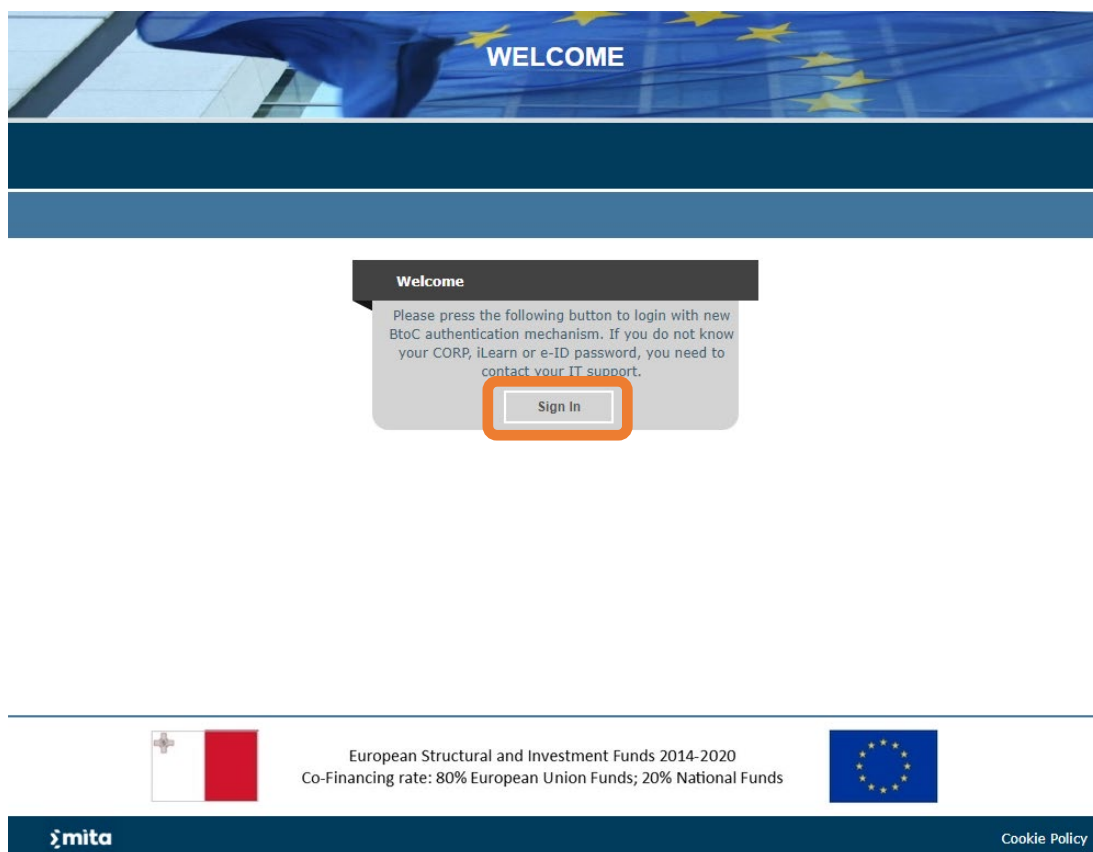 WELCOME
Welcome
Please press the following button to login with new
BtoC authentication mechanism. If you do not know
your CORP, iLearn or e-ID password, you need to
contact your IT support.
Sign In
European Structural and Investment Funds 2014-2020
Co-Financing rate: 80% European Union Funds; 20% National Funds
mita
Cookie Policy